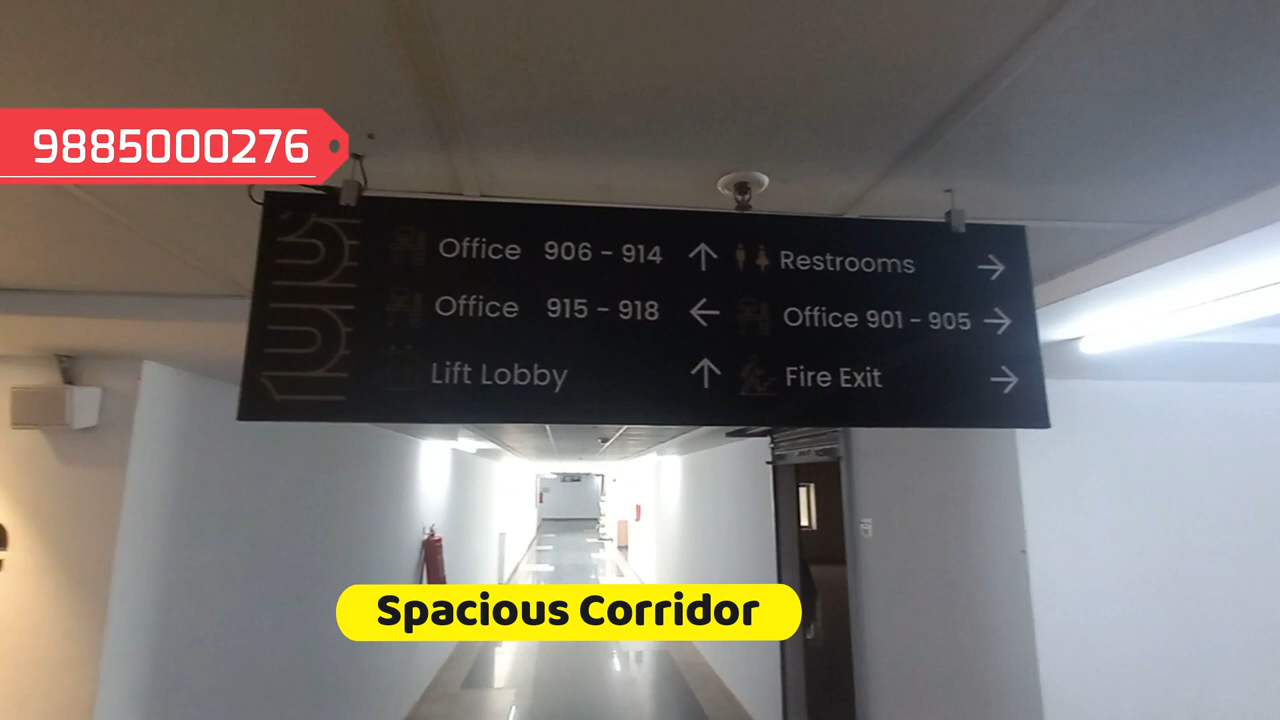 9885000276
Office 906 - 914
Restrooms
Office 915 - 918
Office 901 - 905
Lift Lobby
Fire Exit
Spacious Corridor